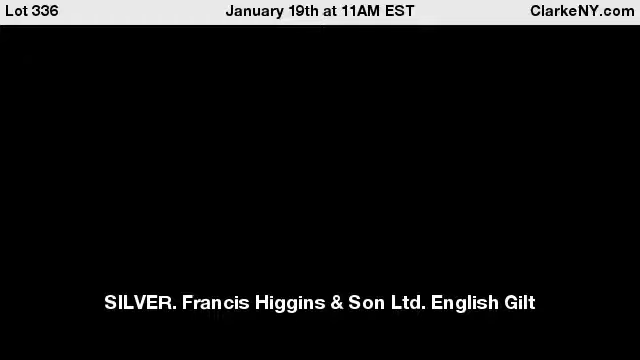 Lot 336 January 19th at 11AM EST ClarkeNY.com
SILVER. Francis Higgins & Son Ltd. English Gilt